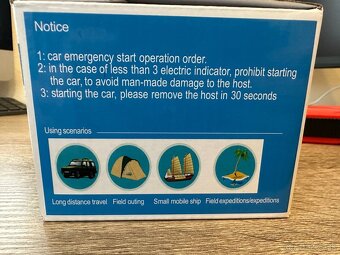 Notice
1: car emergency start operation order.
2: in the case of less than 3 electric indicator, prohibit starting
the car, to avoid man-made damage to the host.
3: starting the car, please remove the host in 30 seconds
Using scenarios
Long distance travel Field outing Small mobile ship Field expeditions/expeditions